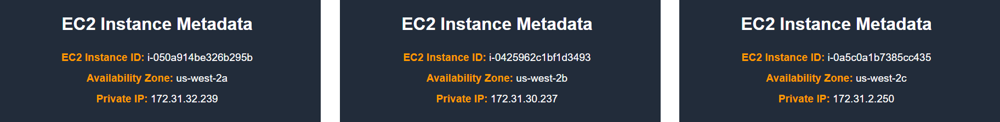 EC2 Instance Metadata
EC2 Instance ID: i-050a914be326b295b
Availability Zone: us-west-2a
Private IP: 172.31.32.239
EC2 Instance Metadata
EC2 Instance ID: i-0425962c1bf1d3493
Availability Zone: us-west-2b
Private IP: 172.31.30.237
EC2 Instance Metadata
EC2 Instance ID: i-0a5c0a1b7385cc435
Availability Zone: us-west-2c
Private IP: 172.31.2.250